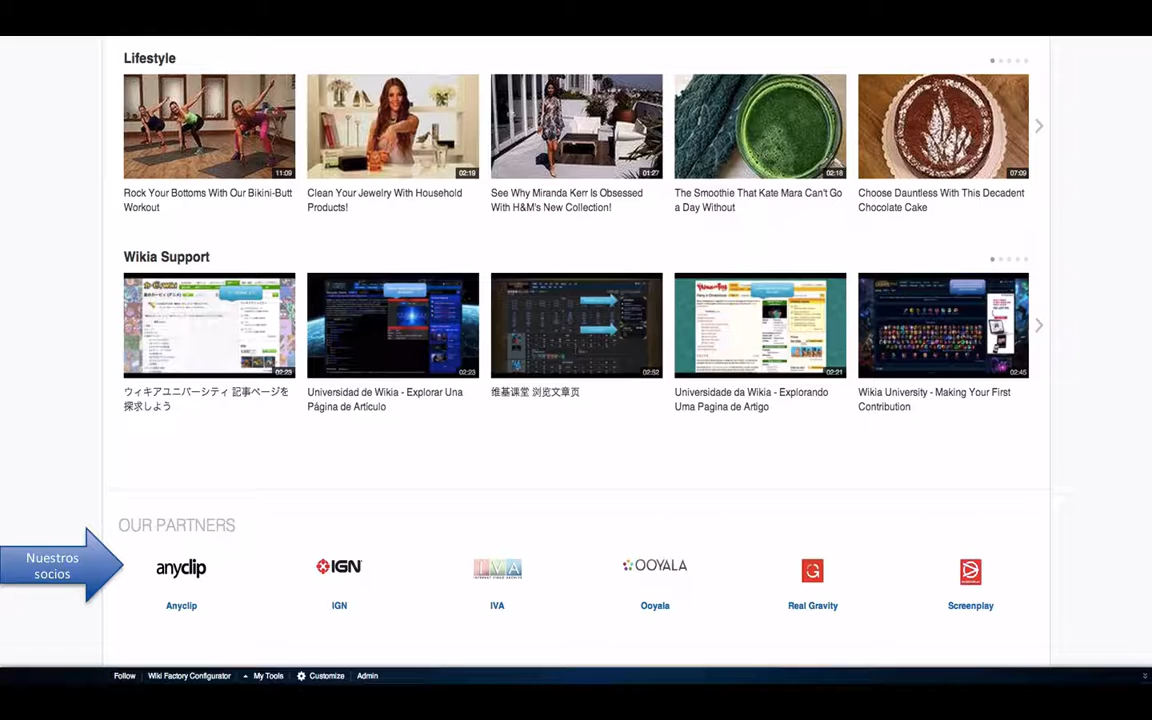 Lifestyle
11:09
02:19
01:27
02:18
07:09
Rock Your Bottoms With Our Bikini-Butt
Workout
Clean Your Jewelry With Household
Products!
See Why Miranda Kerr Is Obsessed
With H&M's New Collection!
The Smoothie That Kate Mara Can't Go
a Day Without
Choose Dauntless With This Decadent
Chocolate Cake
Wikia Support
02:23
02:23
02:52
02:21
02:45
ウィキアユニバーシティ 記事ページを
探求しよう
Universidad de Wikia - Explorar Una
Página de Artículo
维基课堂 浏览文章页
Universidade da Wikia - Explorando
Uma Pagina de Artigo
Wikia University - Making Your First
Contribution
OUR PARTNERS
Nuestros
socios
anyclip
IGN
IVA
INTERNET VIDEO ARCHIVE
OOYALA
Anyclip
IGN
IVA
Ooyala
Real Gravity
Screenplay
Follow
Wiki Factory Configurator
My Tools
Customize
Admin